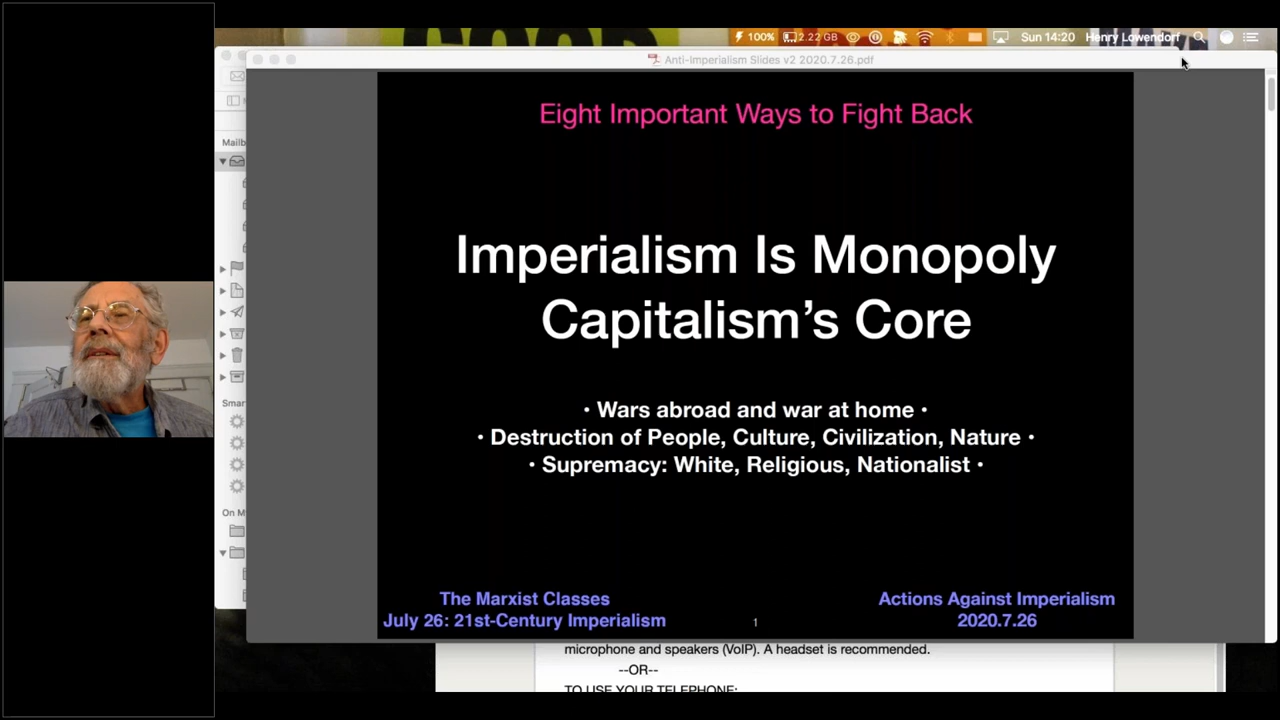 100% 2.22 GB Sun 14:20 Henry Lowendorf
Anti-Imperialism Slides v2 2020.7.26.pdf
Eight Important Ways to Fight Back
Imperialism Is Monopoly
Capitalism's Core
• Wars abroad and war at home •
• Destruction of People, Culture, Civilization, Nature •
• Supremacy: White, Religious, Nationalist •
The Marxist Classes
July 26: 21st-Century Imperialism
1
Actions Against Imperialism
2020.7.26
Mailb
Smar
On M
microphone and speakers (VoIP). A headset is recommended.
--OR--
TO USE YOUR TELEPHONE: